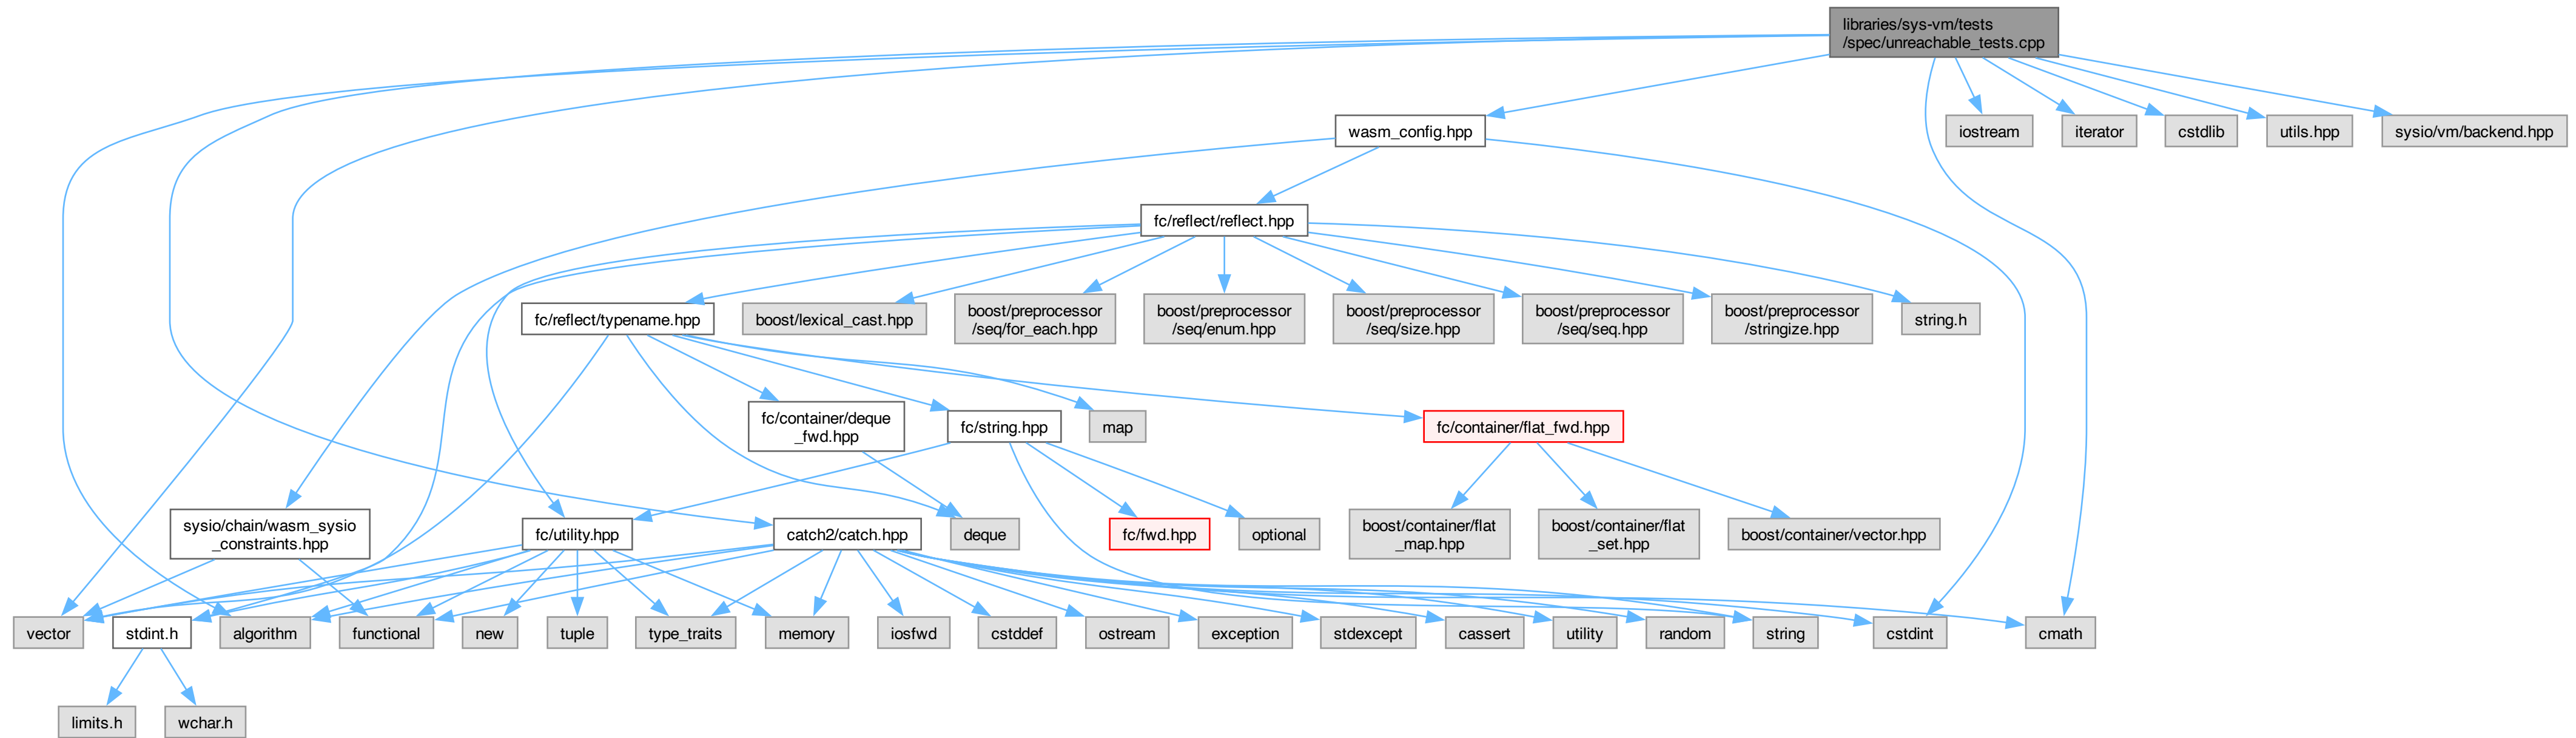 libraries/sys-vm/tests
/spec/unreachable_tests.cpp
wasm_config.hpp
iostream
iterator
cstdlib
utils.hpp
sysio/vm/backend.hpp
fc/reflect/reflect.hpp
fc/reflect/typename.hpp
boost/lexical_cast.hpp
boost/preprocessor
/seq/for_each.hpp
boost/preprocessor
/seq/enum.hpp
boost/preprocessor
/seq/size.hpp
boost/preprocessor
/seq/seq.hpp
boost/preprocessor
/stringize.hpp
string.h
fc/container/deque
_fwd.hpp
fc/string.hpp
map
fc/container/flat_fwd.hpp
sysio/chain/wasm_sysio
_constraints.hpp
fc/utility.hpp
catch2/catch.hpp
deque
fc/fwd.hpp
optional
boost/container/flat
_map.hpp
boost/container/flat
_set.hpp
boost/container/vector.hpp
vector
stdint.h
algorithm
functional
new
tuple
type_traits
memory
iosfwd
cstddef
ostream
exception
stdexcept
cassert
utility
random
string
cstdint
cmath
limits.h
wchar.h